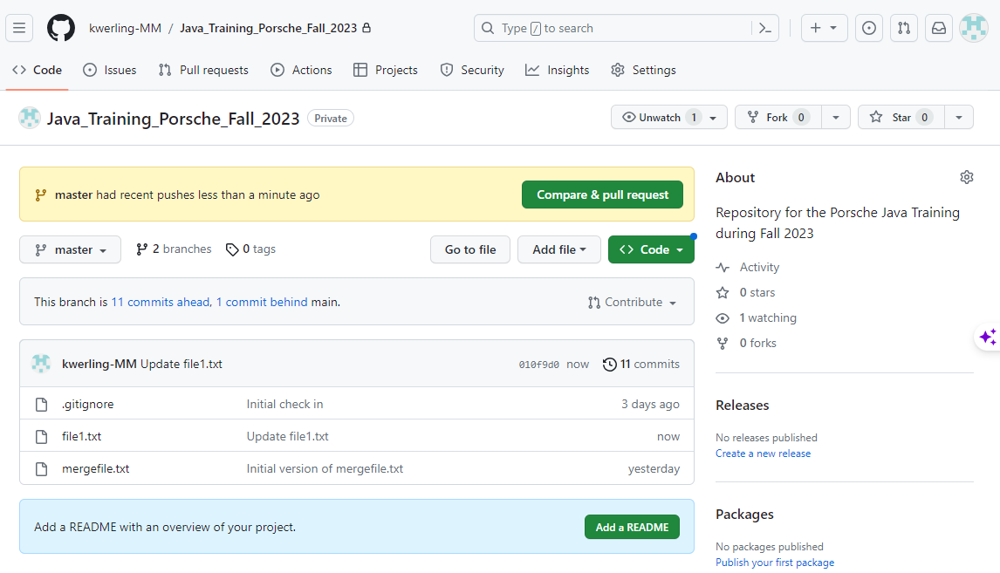 kwerling-MM / Java_Training_Porsche_Fall_2023
Type / to search
Code Issues Pull requests Actions Projects Security Insights Settings
Java_Training_Porsche_Fall_2023 Private
Unwatch 1 Fork 0 Star 0
master had recent pushes less than a minute ago
Compare & pull request
master 2 branches 0 tags
Go to file Add file Code
This branch is 11 commits ahead, 1 commit behind main.
Contribute
kwerling-MM Update file1.txt 010f9d0 now 11 commits
.gitignore Initial check in 3 days ago
file1.txt Update file1.txt now
mergefile.txt Initial version of mergefile.txt yesterday
Add a README with an overview of your project.
Add a README
About
Repository for the Porsche Java Training
during Fall 2023
Activity
0 stars
1 watching
0 forks
Releases
No releases published
Create a new release
Packages
No packages published
Publish your first package